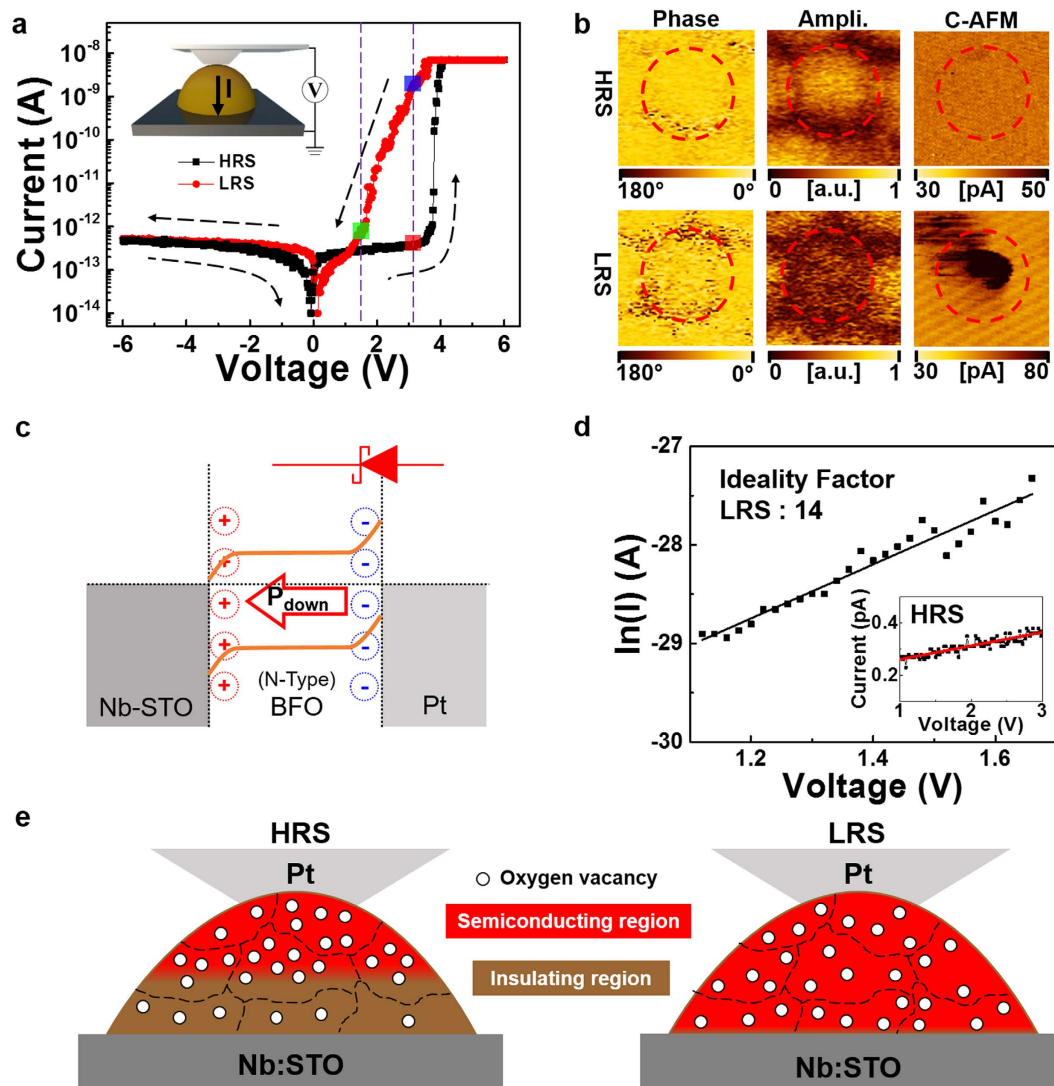 a
Current (A)
10⁻⁸
10⁻⁹
10⁻¹⁰
10⁻¹¹
10⁻¹²
10⁻¹³
10⁻¹⁴
I
V
HRS
LRS
-6 -4 -2 0 2 4 6
Voltage (V)
b
Phase Ampli. C-AFM
HRS
180° 0° 0 [a.u.] 1 30 [pA] 50
LRS
180° 0° 0 [a.u.] 1 30 [pA] 80
c
+ -
+ -
+ Pdown -
+ -
+ -
(N-Type)
Nb-STO BFO Pt
d
ln(I) (A)
-27
-28
-29
-30
Ideality Factor
LRS : 14
HRS
Current (pA)
0.4
0.2
1 2 3
Voltage (V)
1.2 1.4 1.6
Voltage (V)
e
HRS
Pt
Nb:STO
Oxygen vacancy
Semiconducting region
Insulating region
LRS
Pt
Nb:STO